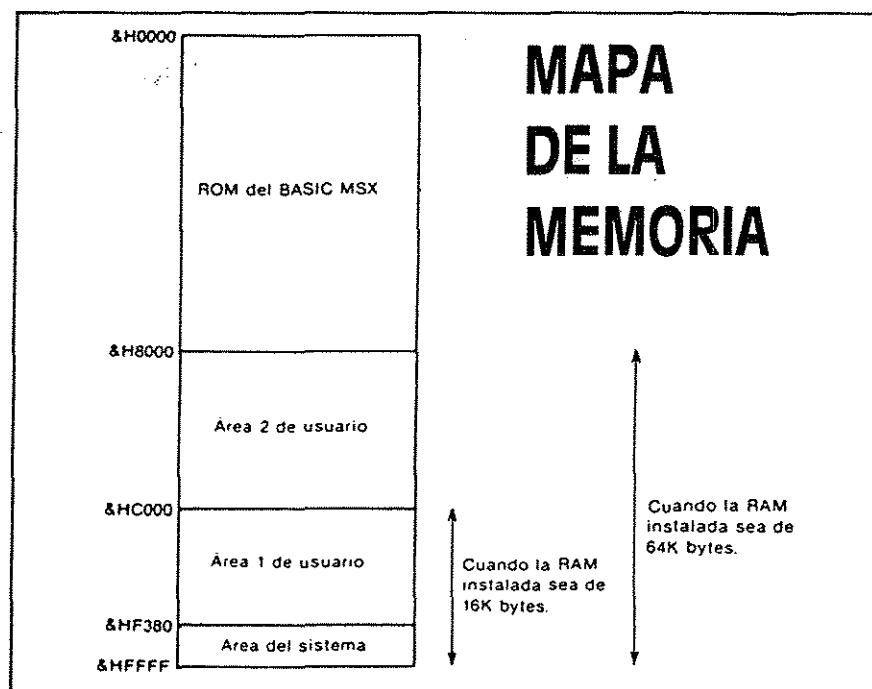 &H0000
MAPA
DE LA
MEMORIA
ROM del BASIC MSX
&H8000
Área 2 de usuario
&HC000
Cuando la RAM
instalada sea de
64K bytes.
Área 1 de usuario
Cuando la RAM
instalada sea de
16K bytes.
&HF380
Area del sistema
&HFFFF